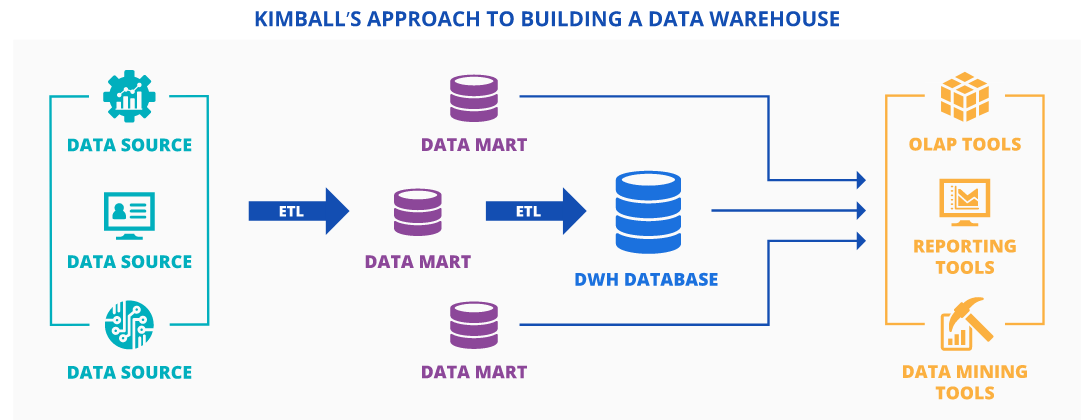 KIMBALL'S APPROACH TO BUILDING A DATA WAREHOUSE
DATA SOURCE
DATA SOURCE
DATA SOURCE
ETL
DATA MART
DATA MART
DATA MART
ETL
DWH DATABASE
OLAP TOOLS
REPORTING
TOOLS
DATA MINING
TOOLS